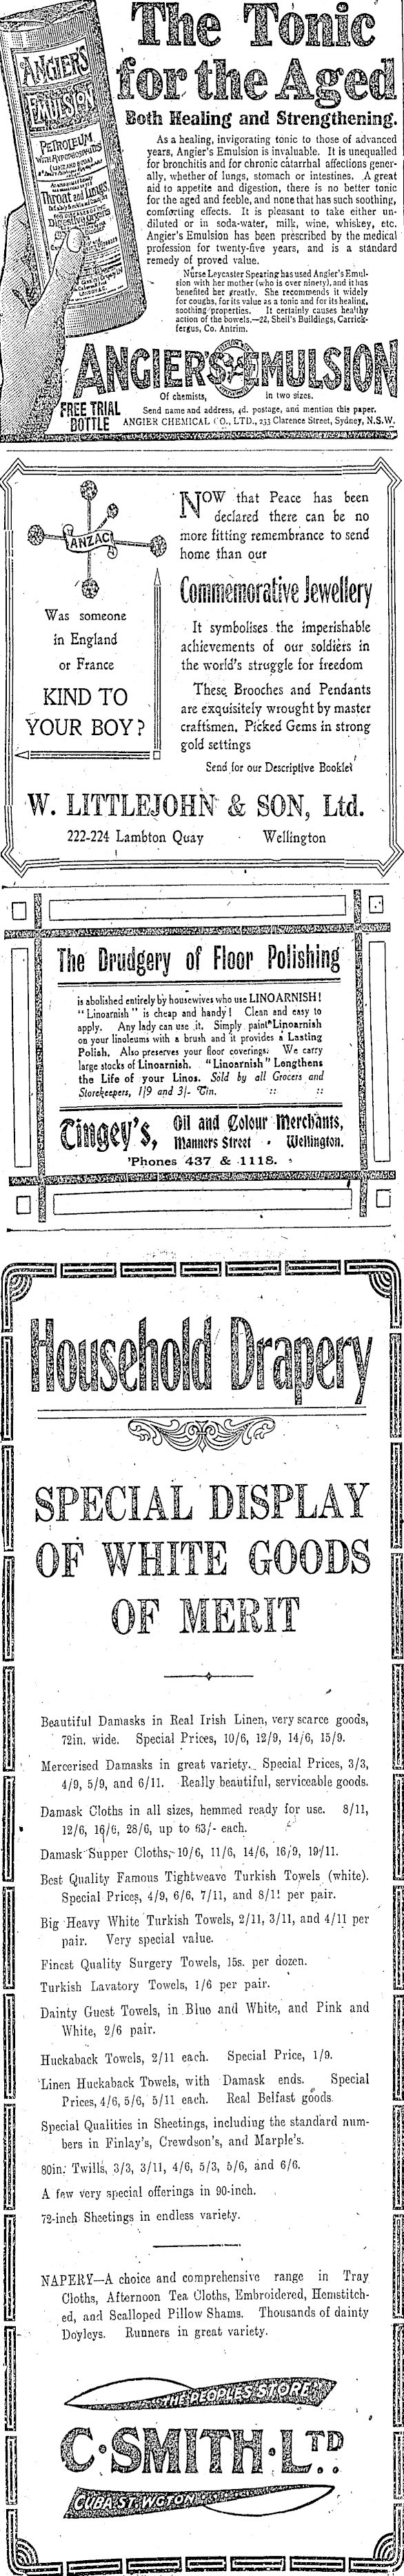 The Tonic
for the Aged
Both Healing and Strengthening.
ANGIER'S
EMULSION
PETROLEUM
WITH HYPOPHOSPHITES
Throat and Lungs
As a healing, invigorating tonic to those of advanced
years, Angier's Emulsion is invaluable. It is unequalled
for bronchitis and for chronic catarrhal affections gener-
ally, whether of lungs, stomach or intestines. A great
aid to appetite and digestion, there is no better tonic
for the aged and feeble, and none that has such soothing,
comforting effects. It is pleasant to take either un-
diluted or in soda-water, milk, wine, whiskey, etc.
Angier's Emulsion has been prescribed by the medical
profession for twenty-five years, and is a standard
remedy of proved value.
Nurse Leycaster Spearing has used Angier's Emul-
sion with her mother (who is over ninety), and it has
benefited her greatly. She recommends it widely
for coughs, for its value as a tonic and for its healing,
soothing properties. It certainly causes healthy
action of the bowels.—22, Sheil's Buildings, Carrick-
fergus, Co. Antrim.
ANGIER'S EMULSION
Of chemists, in two sizes.
FREE TRIAL
BOTTLE
Send name and address, 4d. postage, and mention this paper.
ANGIER CHEMICAL CO., LTD., 233 Clarence Street, Sydney, N.S.W.
ANZAC
Was someone
in England
or France
KIND TO
YOUR BOY?
NOW that Peace has been
declared there can be no
more fitting remembrance to send
home than our
Commemorative Jewellery
It symbolises the imperishable
achievements of our soldiers in
the world's struggle for freedom
These Brooches and Pendants
are exquisitely wrought by master
craftsmen. Picked Gems in strong
gold settings
Send for our Descriptive Booklet
W. LITTLEJOHN & SON, Ltd.
222-224 Lambton Quay · Wellington
The Drudgery of Floor Polishing
is abolished entirely by housewives who use LINOARNISH!
"Linoarnish" is cheap and handy! Clean and easy to
apply. Any lady can use it. Simply paint Linoarnish
on your linoleums with a brush and it provides a Lasting
Polish. Also preserves your floor coverings. We carry
large stocks of Linoarnish. "Linoarnish" Lengthens
the Life of your Linos. Sold by all Grocers and
Storekeepers, 1/9 and 3/- Tin. :: ::
Tingey's, Oil and Colour Merchants,
Manners Street · Wellington.
'Phones 437 & 1118.
Household Drapery
SPECIAL DISPLAY
OF WHITE GOODS
OF MERIT
Beautiful Damasks in Real Irish Linen, very scarce goods,
72in. wide. Special Prices, 10/6, 12/9, 14/6, 15/9.
Mercerised Damasks in great variety. Special Prices, 3/3,
4/9, 5/9, and 6/11. Really beautiful, serviceable goods.
Damask Cloths in all sizes, hemmed ready for use. 8/11,
12/6, 16/6, 28/6, up to 63/- each.
Damask Supper Cloths, 10/6, 11/6, 14/6, 16/9, 19/11.
Best Quality Famous Tightweave Turkish Towels (white).
Special Prices, 4/9, 6/6, 7/11, and 8/11 per pair.
Big Heavy White Turkish Towels, 2/11, 3/11, and 4/11 per
pair. Very special value.
Finest Quality Surgery Towels, 15s. per dozen.
Turkish Lavatory Towels, 1/6 per pair.
Dainty Guest Towels, in Blue and White, and Pink and
White, 2/6 pair.
Huckaback Towels, 2/11 each. Special Price, 1/9.
Linen Huckaback Towels, with Damask ends. Special
Prices, 4/6, 5/6, 5/11 each. Real Belfast goods.
Special Qualities in Sheetings, including the standard num-
bers in Finlay's, Crewdson's, and Marple's.
80in. Twills, 3/3, 3/11, 4/6, 5/3, 5/6, and 6/6.
A few very special offerings in 90-inch.
72-inch Sheetings in endless variety.
NAPERY—A choice and comprehensive range in Tray
Cloths, Afternoon Tea Cloths, Embroidered, Hemstitch-
ed, and Scalloped Pillow Shams. Thousands of dainty
Doyleys. Runners in great variety.
THE PEOPLES STORE
C·SMITH·LTD
CUBA ST. WGTON